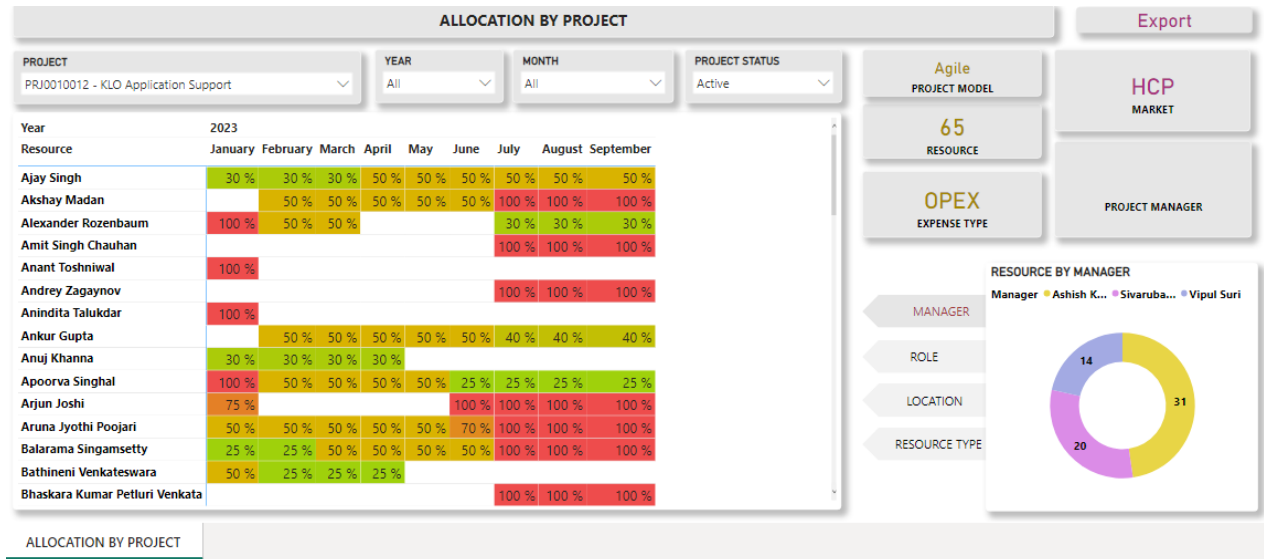 ALLOCATION BY PROJECT
Export
PROJECT
PRJ0010012 - KLO Application Support
YEAR
All
MONTH
All
PROJECT STATUS
Active
Agile
PROJECT MODEL
HCP
MARKET
65
RESOURCE
OPEX
EXPENSE TYPE
PROJECT MANAGER
Year 2023
Resource January February March April May June July August September
Ajay Singh 30 % 30 % 30 % 50 % 50 % 50 % 50 % 50 % 50 %
Akshay Madan 50 % 50 % 50 % 50 % 50 % 100 % 100 % 100 %
Alexander Rozenbaum 100 % 50 % 50 % 30 % 30 % 30 %
Amit Singh Chauhan 100 % 100 % 100 %
Anant Toshniwal 100 %
Andrey Zagaynov 100 % 100 % 100 %
Anindita Talukdar 100 %
Ankur Gupta 50 % 50 % 50 % 50 % 50 % 40 % 40 % 40 %
Anuj Khanna 30 % 30 % 30 % 30 %
Apoorva Singhal 100 % 50 % 50 % 50 % 50 % 25 % 25 % 25 % 25 %
Arjun Joshi 75 % 100 % 100 % 100 % 100 %
Aruna Jyothi Poojari 50 % 50 % 50 % 50 % 50 % 70 % 100 % 100 % 100 %
Balarama Singamsetty 25 % 25 % 50 % 50 % 50 % 50 % 100 % 100 % 100 %
Bathineni Venkateswara 50 % 25 % 25 % 25 %
Bhaskara Kumar Petluri Venkata 100 % 100 % 100 %
MANAGER
ROLE
LOCATION
RESOURCE TYPE
RESOURCE BY MANAGER
Manager Ashish K... Sivaruba... Vipul Suri
14
31
20
ALLOCATION BY PROJECT